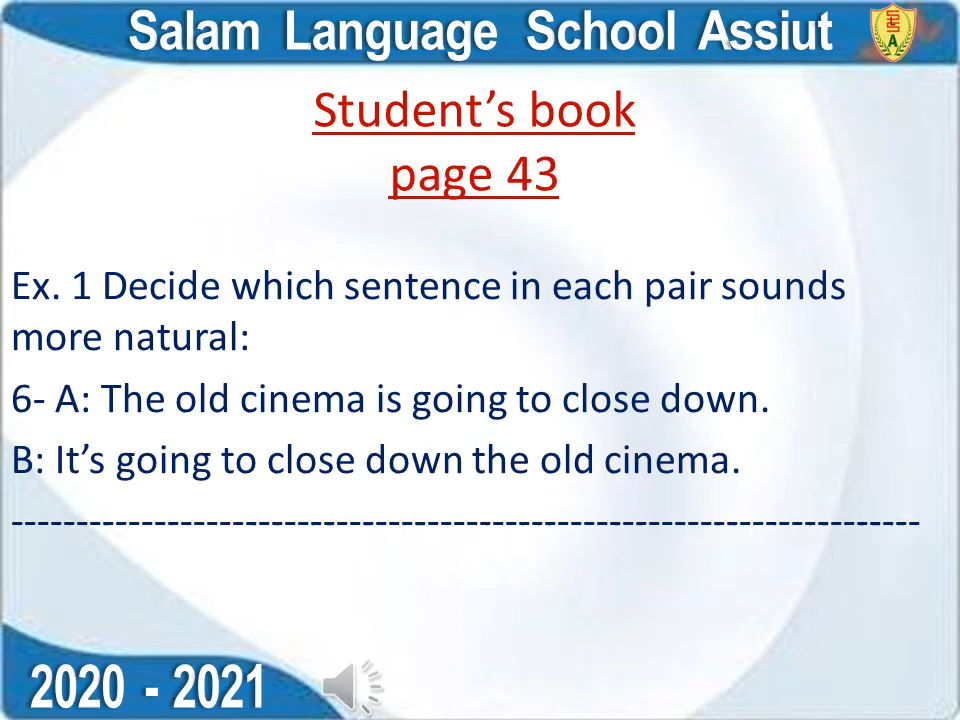 Salam Language School Assiut
Student’s book
page 43
Ex. 1 Decide which sentence in each pair sounds
more natural:
6- A: The old cinema is going to close down.
B: It’s going to close down the old cinema.
----------------------------------------------------------------------
2020 - 2021